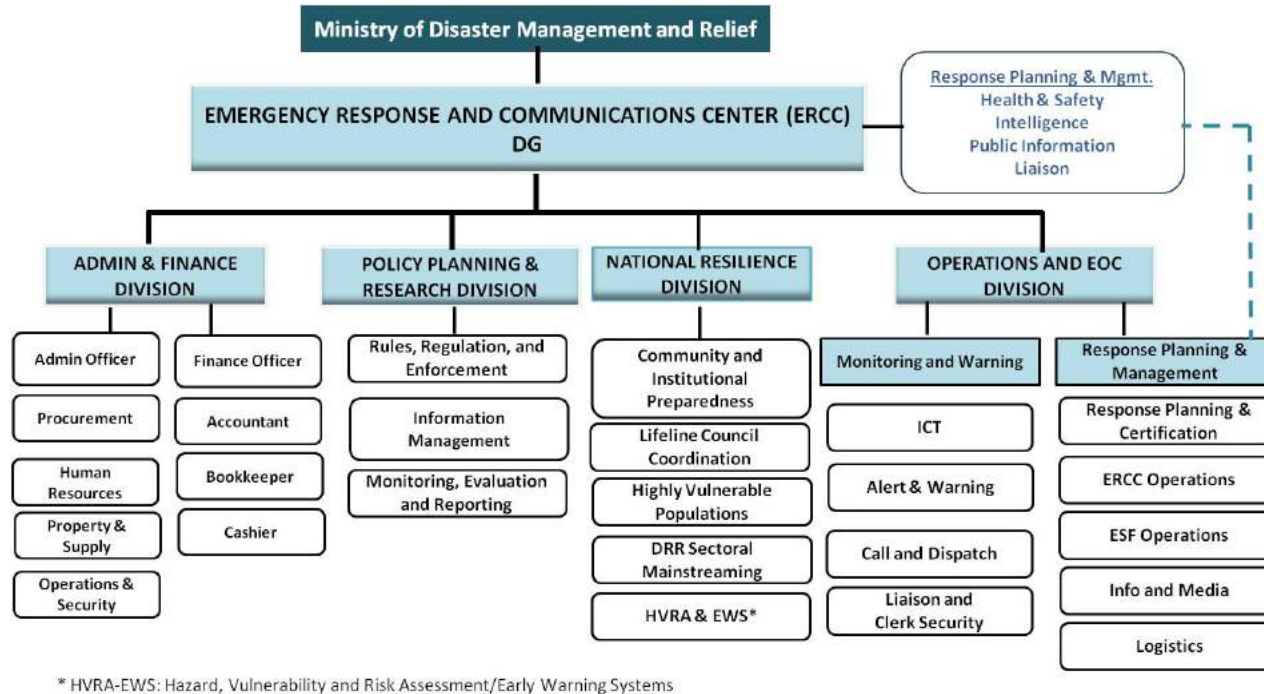 Ministry of Disaster Management and Relief
EMERGENCY RESPONSE AND COMMUNICATIONS CENTER (ERCC)
DG
Response Planning & Mgmt.
Health & Safety
Intelligence
Public Information
Liaison
ADMIN & FINANCE
DIVISION
POLICY PLANNING &
RESEARCH DIVISION
NATIONAL RESILIENCE
DIVISION
OPERATIONS AND EOC
DIVISION
Admin Officer
Procurement
Human
Resources
Property &
Supply
Operations &
Security
Finance Officer
Accountant
Bookkeeper
Cashier
Rules, Regulation, and
Enforcement
Information
Management
Monitoring, Evaluation
and Reporting
Community and
Institutional
Preparedness
Lifeline Council
Coordination
Highly Vulnerable
Populations
DRR Sectoral
Mainstreaming
HVRA & EWS*
Monitoring and Warning
ICT
Alert & Warning
Call and Dispatch
Liaison and
Clerk Security
Response Planning &
Management
Response Planning &
Certification
ERCC Operations
ESF Operations
Info and Media
Logistics
* HVRA-EWS: Hazard, Vulnerability and Risk Assessment/Early Warning Systems